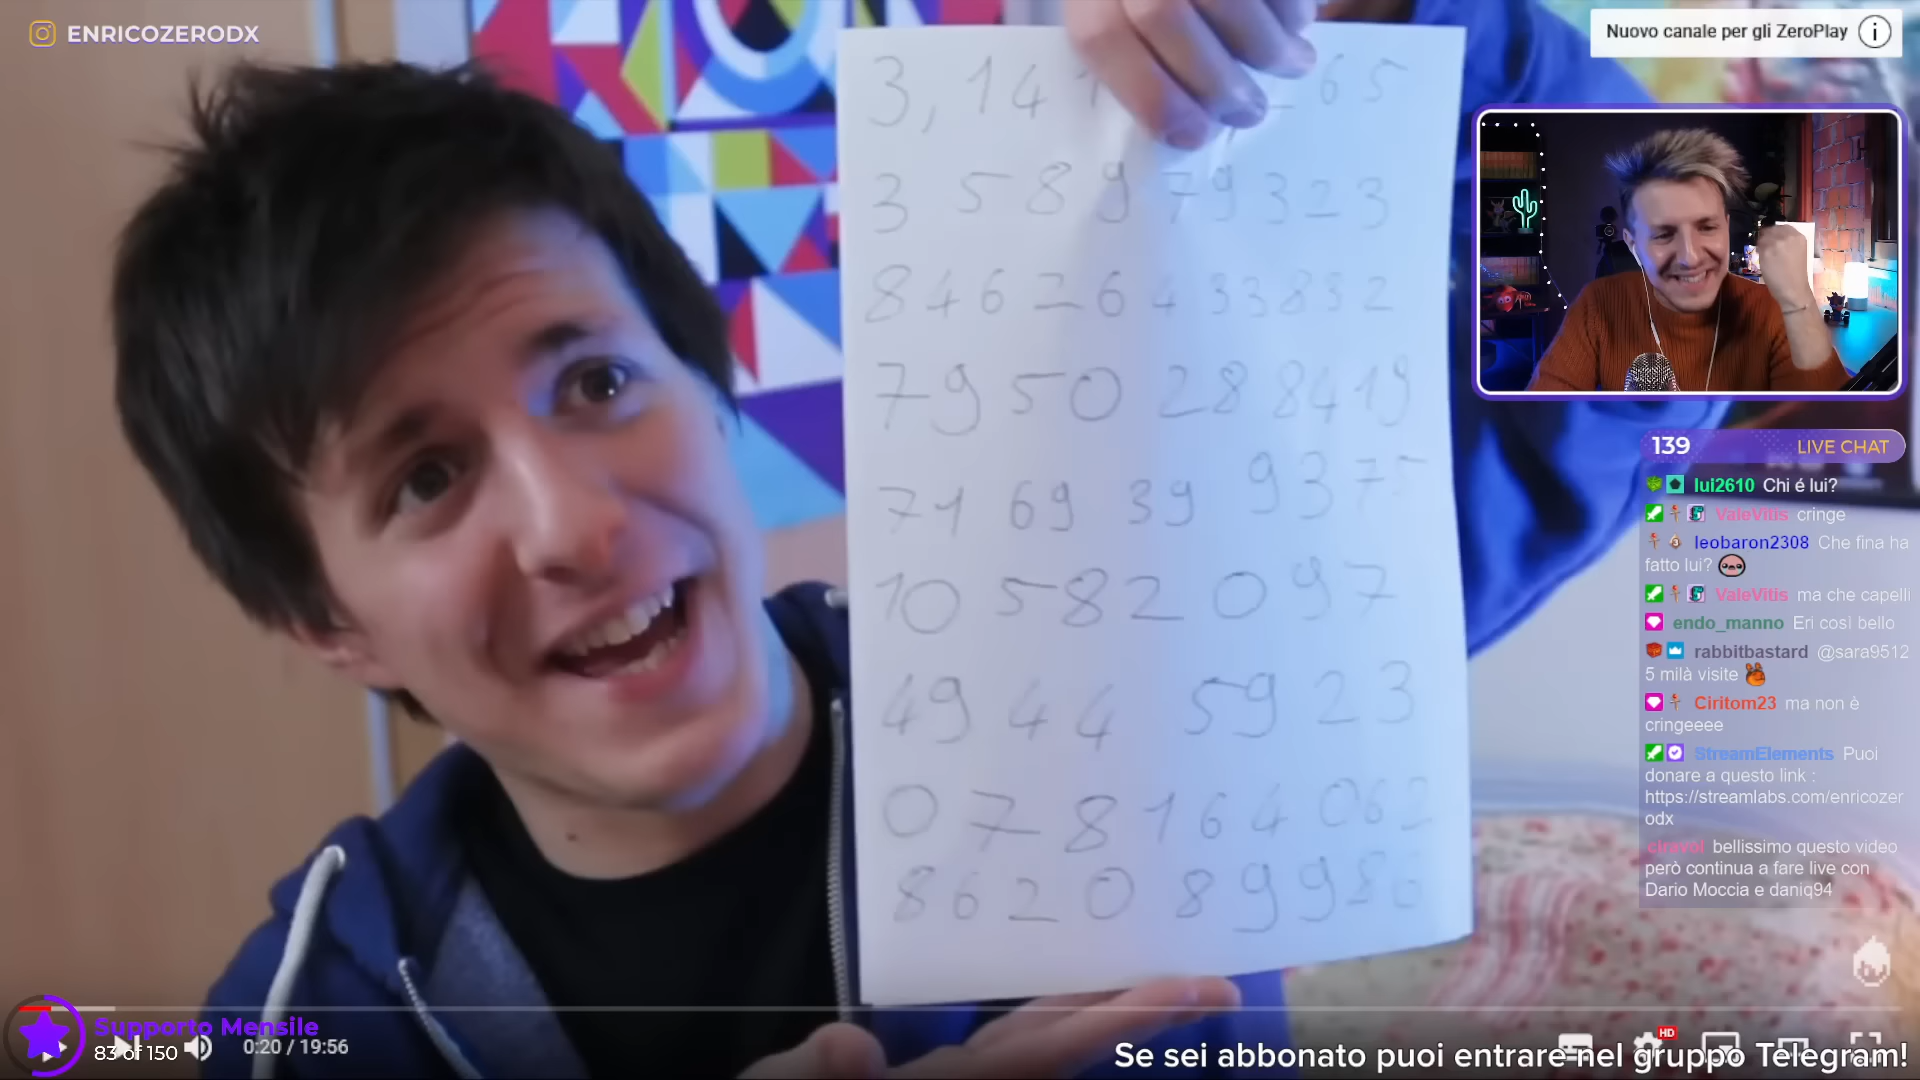 ENRICOZERODX
Nuovo canale per gli ZeroPlay
3,14 265
3 5 8 9 7 9 3 2 3
8 4 6 2 6 4 3 3 8 3 2
7 9 5 0 2 8 8 4 1 9
7 1 6 9 3 9 9 3 7 5
1 0 5 8 2 0 9 7
4 9 4 4 5 9 2 3
0 7 8 1 6 4 0 6 2
8 6 2 0 8 9 9 8 6
139 LIVE CHAT
lui2610 Chi é lui?
ValeVitis cringe
leobaron2308 Che fina ha
fatto lui?
ValeVitis ma che capelli
endo_manno Eri così bello
rabbitbastard @sara9512
5 milà visite
Ciritom23 ma non è
cringeeee
StreamElements Puoi
donare a questo link :
https://streamlabs.com/enricozer
odx
bellissimo questo video
però continua a fare live con
Dario Moccia e daniq94
Supporto Mensile
83 of 150
0:20 / 19:56
HD
Se sei abbonato puoi entrare nel gruppo Telegram!